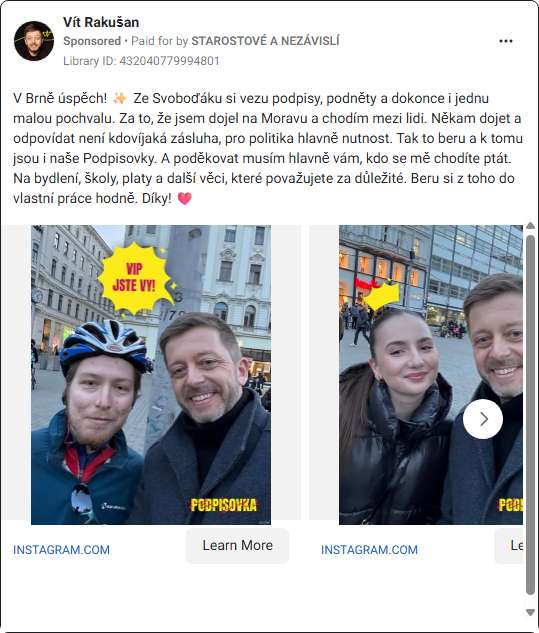 Vít Rakušan
Sponsored • Paid for by STAROSTOVÉ A NEZÁVISLÍ
Library ID: 432040779994801
V Brně úspěch! ✨ Ze Svoboďáku si vezu podpisy, podněty a dokonce i jednu
malou pochvalu. Za to, že jsem dojel na Moravu a chodím mezi lidi. Někam dojet a
odpovídat není kdovíjaká zásluha, pro politika hlavně nutnost. Tak to beru a k tomu
jsou i naše Podpisovky. A poděkovat musím hlavně vám, kdo se mě chodíte ptát.
Na bydlení, školy, platy a další věci, které považujete za důležité. Beru si z toho do
vlastní práce hodně. Díky! 💗
VIP
JSTE VY!
PODPISOVKA
POD
INSTAGRAM.COM
Learn More
INSTAGRAM.COM
Le